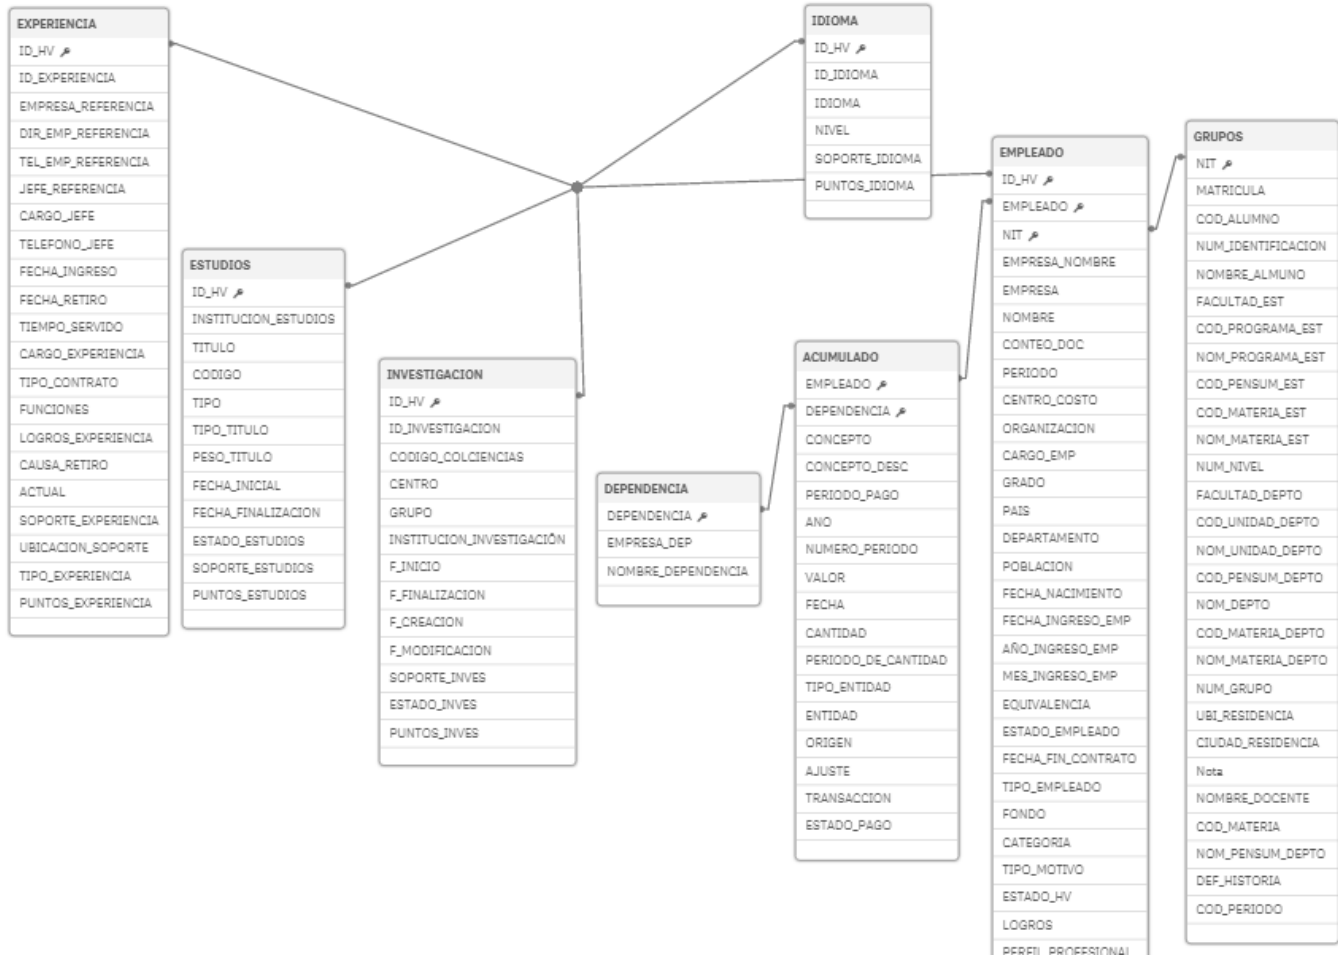 EXPERIENCIA
ID_HV
ID_EXPERIENCIA
EMPRESA_REFERENCIA
DIR_EMP_REFERENCIA
TEL_EMP_REFERENCIA
JEFE_REFERENCIA
CARGO_JEFE
TELEFONO_JEFE
FECHA_INGRESO
FECHA_RETIRO
TIEMPO_SERVIDO
CARGO_EXPERIENCIA
TIPO_CONTRATO
FUNCIONES
LOGROS_EXPERIENCIA
CAUSA_RETIRO
ACTUAL
SOPORTE_EXPERIENCIA
UBICACION_SOPORTE
TIPO_EXPERIENCIA
PUNTOS_EXPERIENCIA
ESTUDIOS
ID_HV
INSTITUCION_ESTUDIOS
TITULO
CODIGO
TIPO
TIPO_TITULO
PESO_TITULO
FECHA_INICIAL
FECHA_FINALIZACION
ESTADO_ESTUDIOS
SOPORTE_ESTUDIOS
PUNTOS_ESTUDIOS
INVESTIGACION
ID_HV
ID_INVESTIGACION
CODIGO_COLCIENCIAS
CENTRO
GRUPO
INSTITUCION_INVESTIGACIÓN
F_INICIO
F_FINALIZACION
F_CREACION
F_MODIFICACION
SOPORTE_INVES
ESTADO_INVES
PUNTOS_INVES
DEPENDENCIA
DEPENDENCIA
EMPRESA_DEP
NOMBRE_DEPENDENCIA
IDIOMA
ID_HV
ID_IDIOMA
IDIOMA
NIVEL
SOPORTE_IDIOMA
PUNTOS_IDIOMA
ACUMULADO
EMPLEADO
DEPENDENCIA
CONCEPTO
CONCEPTO_DESC
PERIODO_PAGO
ANO
NUMERO_PERIODO
VALOR
FECHA
CANTIDAD
PERIODO_DE_CANTIDAD
TIPO_ENTIDAD
ENTIDAD
ORIGEN
AJUSTE
TRANSACCION
ESTADO_PAGO
EMPLEADO
ID_HV
EMPLEADO
NIT
EMPRESA_NOMBRE
EMPRESA
NOMBRE
CONTEO_DOC
PERIODO
CENTRO_COSTO
ORGANIZACION
CARGO_EMP
GRADO
PAIS
DEPARTAMENTO
POBLACION
FECHA_NACIMIENTO
FECHA_INGRESO_EMP
AÑO_INGRESO_EMP
MES_INGRESO_EMP
EQUIVALENCIA
ESTADO_EMPLEADO
FECHA_FIN_CONTRATO
TIPO_EMPLEADO
FONDO
CATEGORIA
TIPO_MOTIVO
ESTADO_HV
LOGROS
PERFIL_PROFESIONAL
GRUPOS
NIT
MATRICULA
COD_ALUMNO
NUM_IDENTIFICACION
NOMBRE_ALMUNO
FACULTAD_EST
COD_PROGRAMA_EST
NOM_PROGRAMA_EST
COD_PENSUM_EST
COD_MATERIA_EST
NOM_MATERIA_EST
NUM_NIVEL
FACULTAD_DEPTO
COD_UNIDAD_DEPTO
NOM_UNIDAD_DEPTO
COD_PENSUM_DEPTO
NOM_DEPTO
COD_MATERIA_DEPTO
NOM_MATERIA_DEPTO
NUM_GRUPO
UBI_RESIDENCIA
CIUDAD_RESIDENCIA
Nota
NOMBRE_DOCENTE
COD_MATERIA
NOM_PENSUM_DEPTO
DEF_HISTORIA
COD_PERIODO